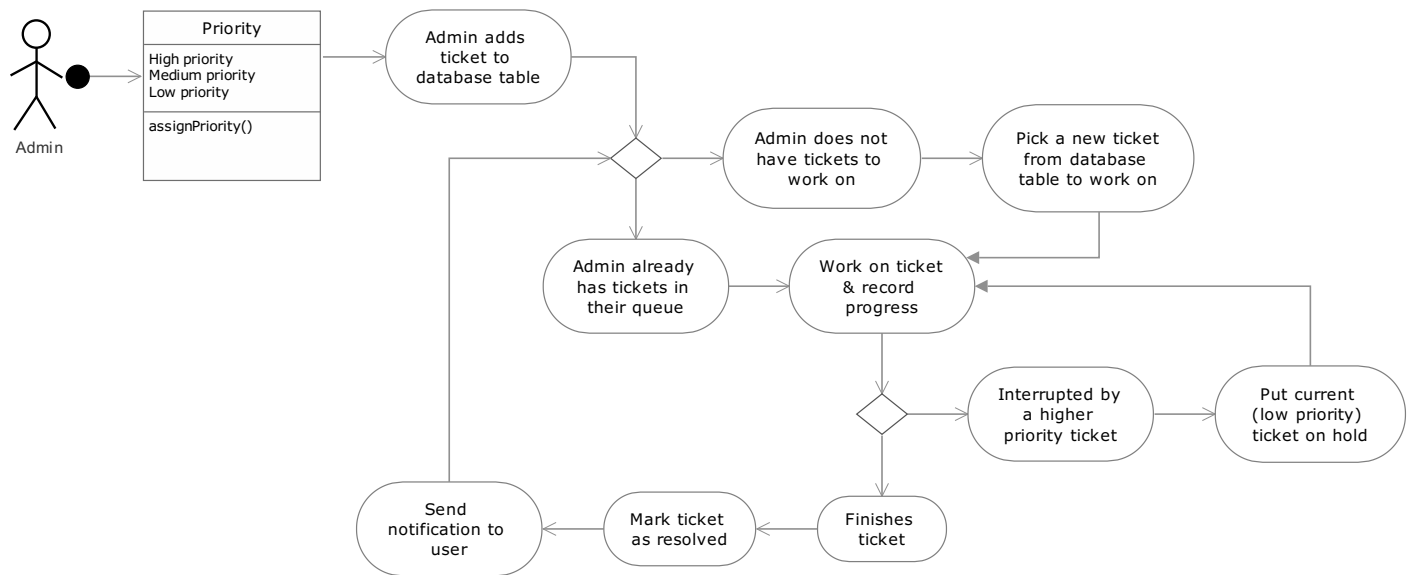 Admin
Priority
High priority
Medium priority
Low priority
assignPriority()
Admin adds
ticket to
database table
Admin does not
have tickets to
work on
Pick a new ticket
from database
table to work on
Admin already
has tickets in
their queue
Work on ticket
& record
progress
Interrupted by
a higher
priority ticket
Put current
(low priority)
ticket on hold
Finishes
ticket
Mark ticket
as resolved
Send
notification to
user